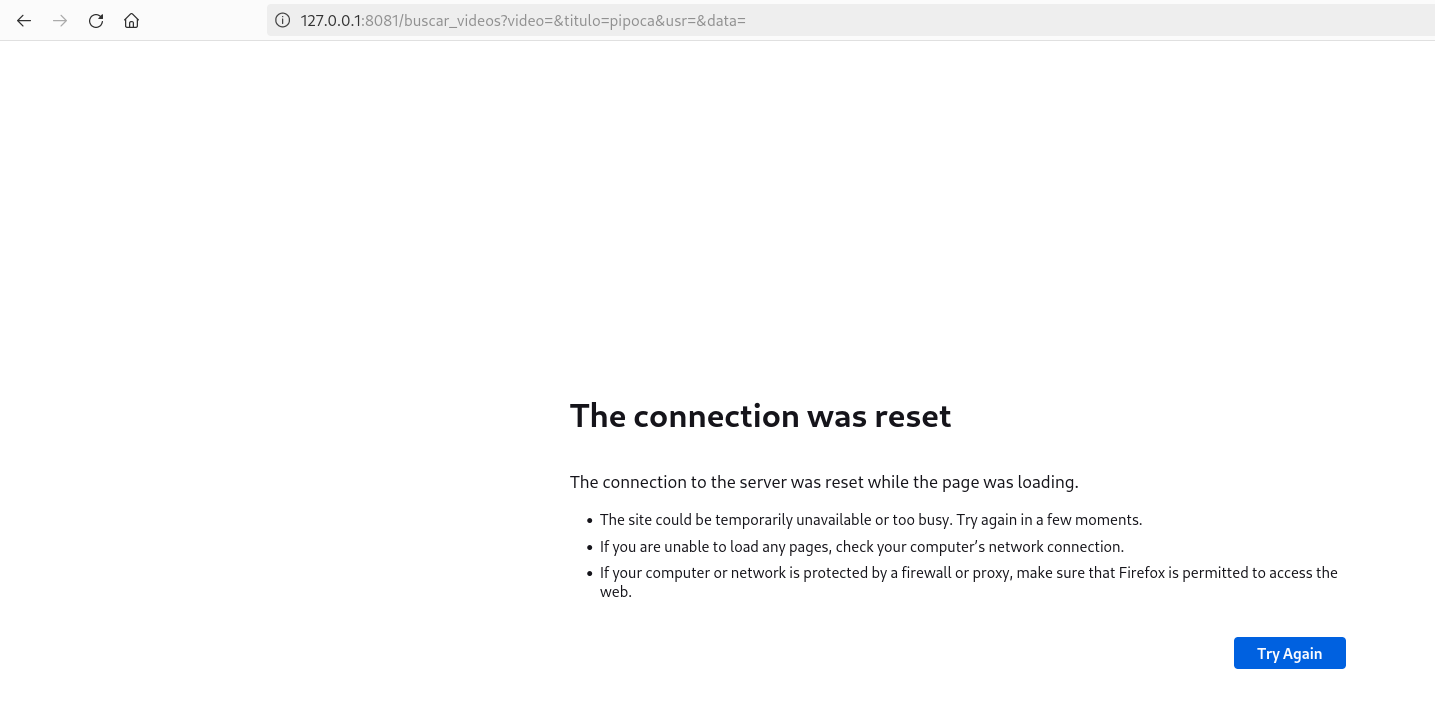 127.0.0.1:8081/buscar_videos?video=&titulo=pipoca&usr=&data=
The connection was reset
The connection to the server was reset while the page was loading.
• The site could be temporarily unavailable or too busy. Try again in a few moments.
• If you are unable to load any pages, check your computer’s network connection.
• If your computer or network is protected by a firewall or proxy, make sure that Firefox is permitted to access the
web.
Try Again